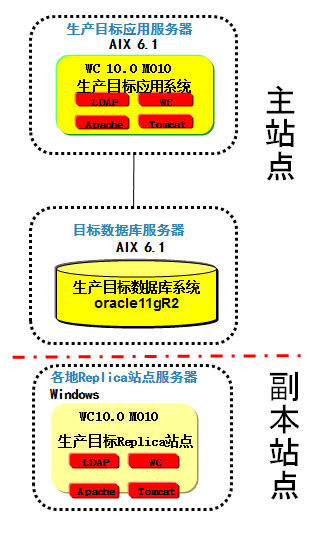 生产目标应用服务器
AIX 6.1
WC 10.0 M010
生产目标应用系统
LDAP WC
Apache Tomcat
主站点
目标数据库服务器
AIX 6.1
生产目标数据库系统
oracle11gR2
各地Replica站点服务器
Windows
WC10.0 M010
生产目标Replica站点
LDAP WC
Apache Tomcat
副本站点